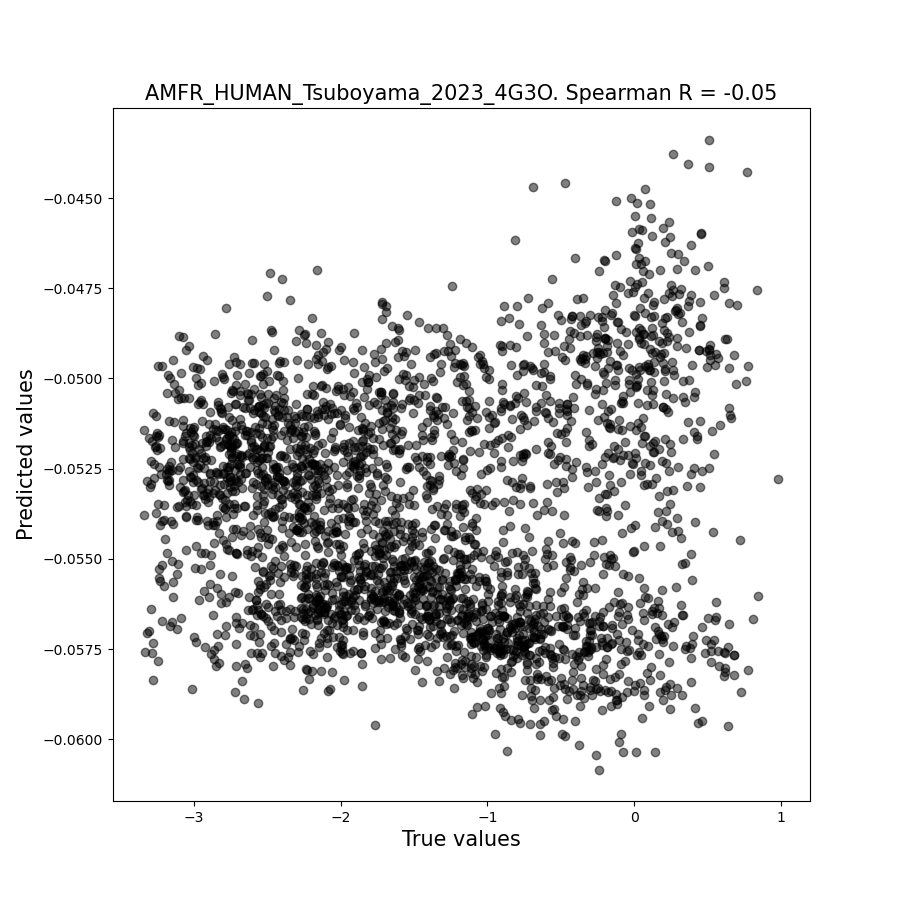 AMFR_HUMAN_Tsuboyama_2023_4G3O. Spearman R = -0.05
Predicted values
−0.0450
−0.0475
−0.0500
−0.0525
−0.0550
−0.0575
−0.0600
−3 −2 −1 0 1
True values